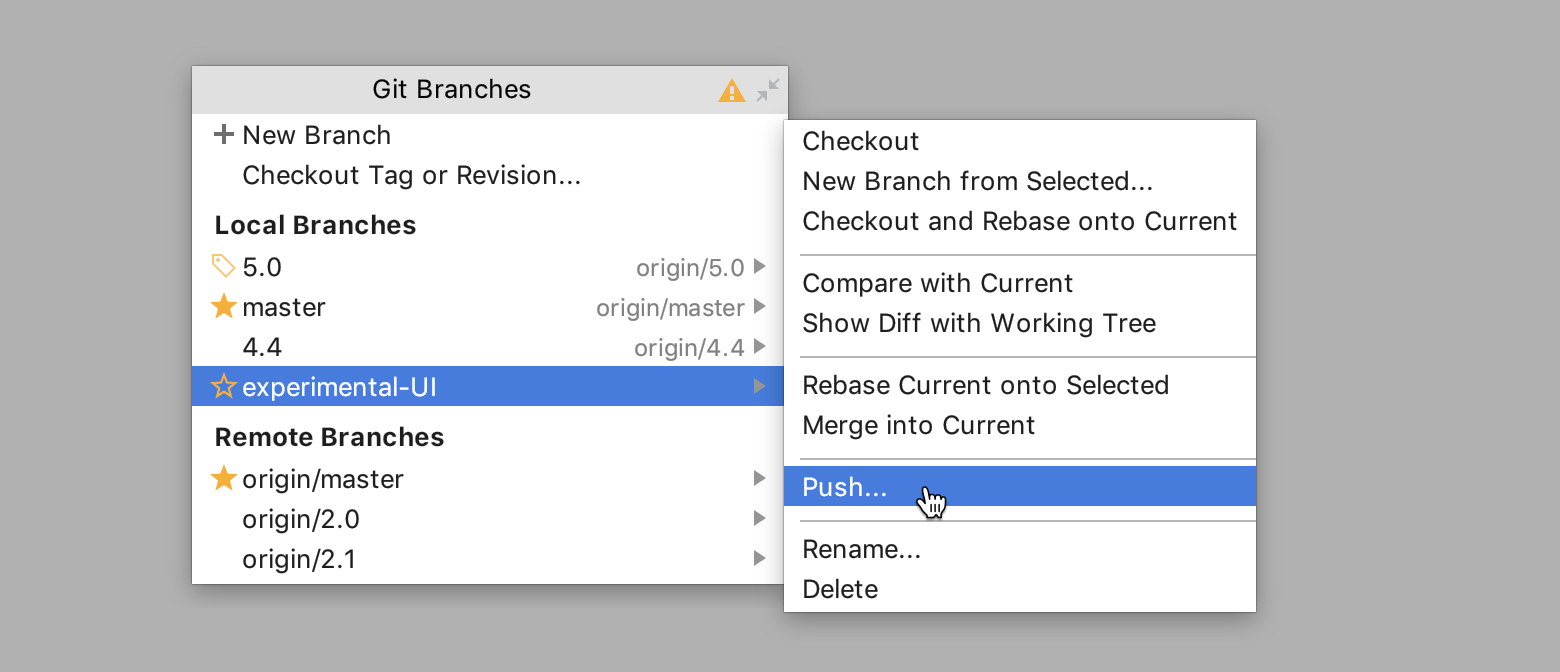 Git Branches
New Branch
Checkout Tag or Revision...
Local Branches
5.0 origin/5.0
master origin/master
4.4 origin/4.4
experimental-UI
Remote Branches
origin/master
origin/2.0
origin/2.1
Checkout
New Branch from Selected...
Checkout and Rebase onto Current
Compare with Current
Show Diff with Working Tree
Rebase Current onto Selected
Merge into Current
Push...
Rename...
Delete